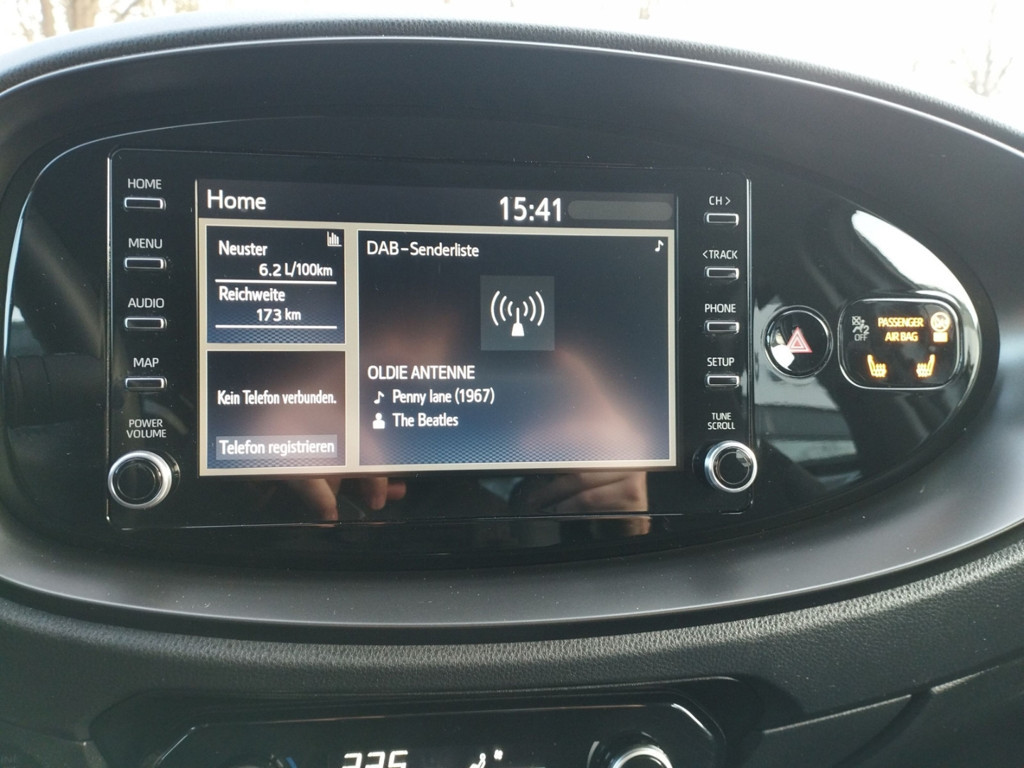 HOME
MENU
AUDIO
MAP
POWER
VOLUME
Home
15:41
Neuster
6.2 L/100km
Reichweite
173 km
Kein Telefon verbunden.
Telefon registrieren
DAB-Senderliste
OLDIE ANTENNE
Penny lane (1967)
The Beatles
CH >
< TRACK
PHONE
SETUP
TUNE
SCROLL
OFF
PASSENGER
AIR BAG